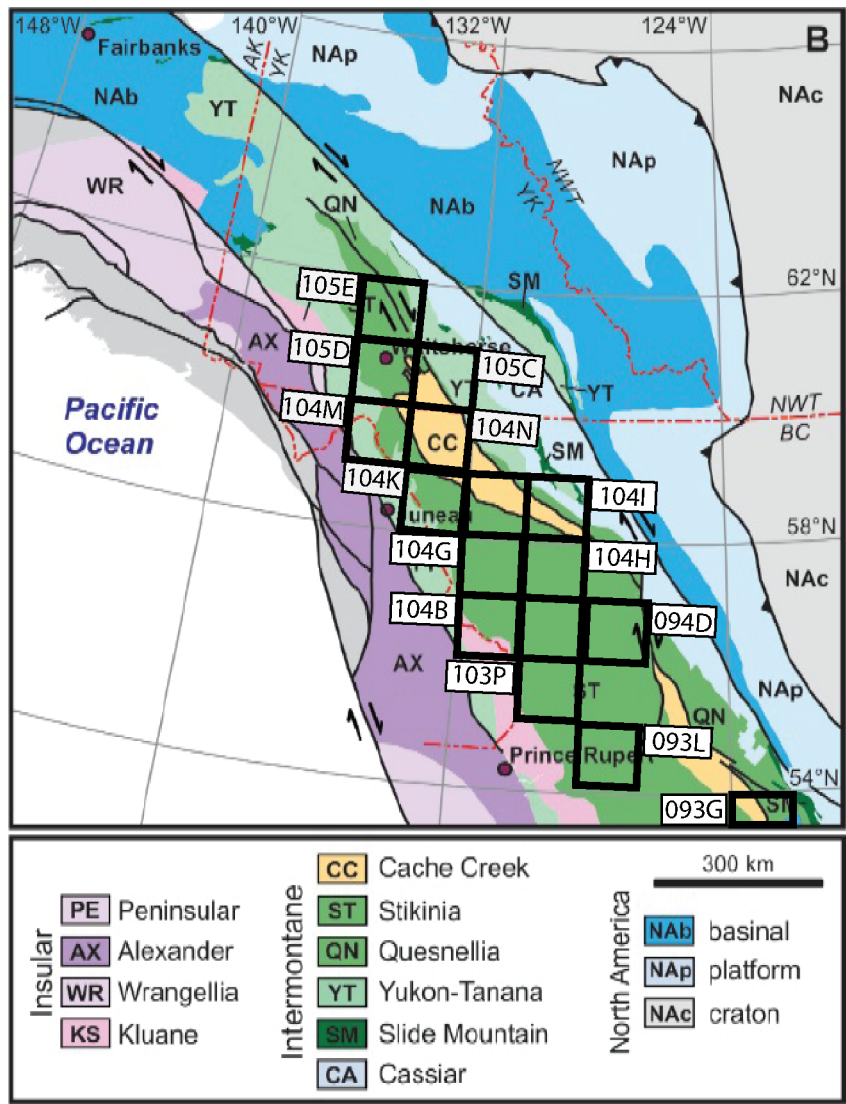 148°W
140°W
132°W
124°W
B
Fairbanks
AK
YK
NAp
NAc
NAb
YT
NAp
WR
QN
NAb
NWT
YK
62°N
SM
105E
ST
AX
105D
Whitehorse
105C
YT
CA
YT
Pacific
Ocean
104M
104N
NWT
BC
CC
SM
104K
104I
Juneau
58°N
104G
104H
NAc
104B
094D
AX
103P
ST
NAp
QN
093L
Prince Rupert
54°N
093G
SM
Insular
PE Peninsular
AX Alexander
WR Wrangellia
KS Kluane
Intermontane
CC Cache Creek
ST Stikinia
QN Quesnellia
YT Yukon-Tanana
SM Slide Mountain
CA Cassiar
300 km
North America
NAb basinal
NAp platform
NAc craton